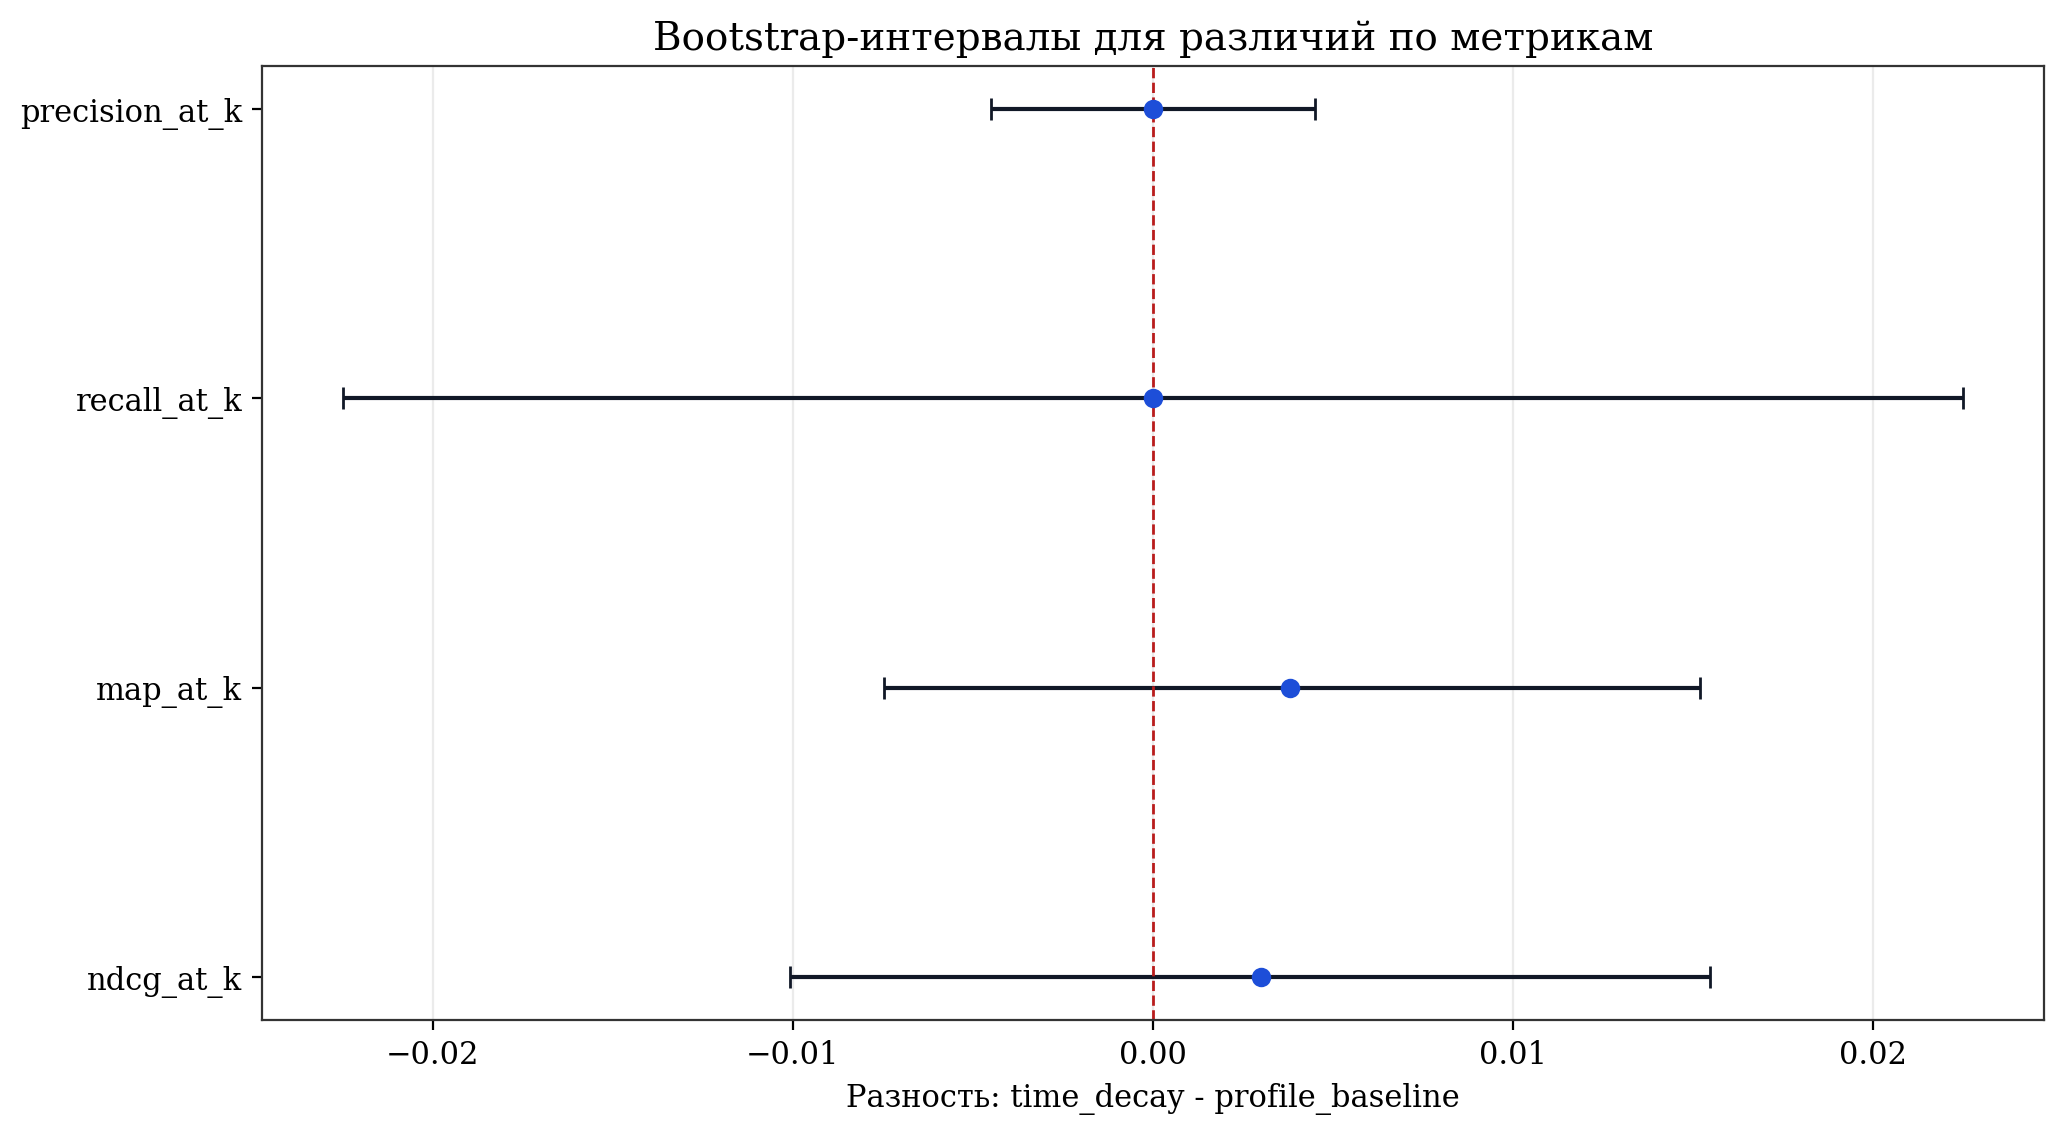 Bootstrap-интервалы для различий по метрикам
precision_at_k
recall_at_k
map_at_k
ndcg_at_k
−0.02 −0.01 0.00 0.01 0.02
Разность: time_decay - profile_baseline